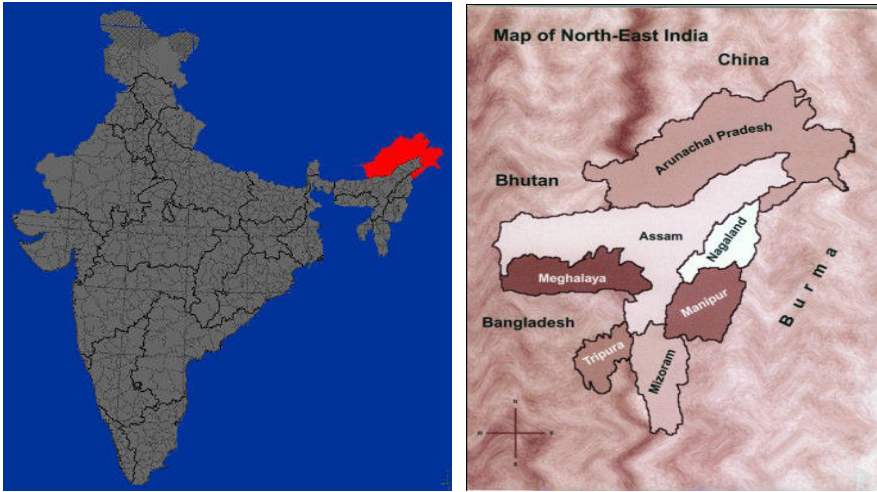 Map of North-East India
China
Arunachal Pradesh
Bhutan
Assam
Nagaland
Meghalaya
Manipur
Burma
Bangladesh
Tripura
Mizoram